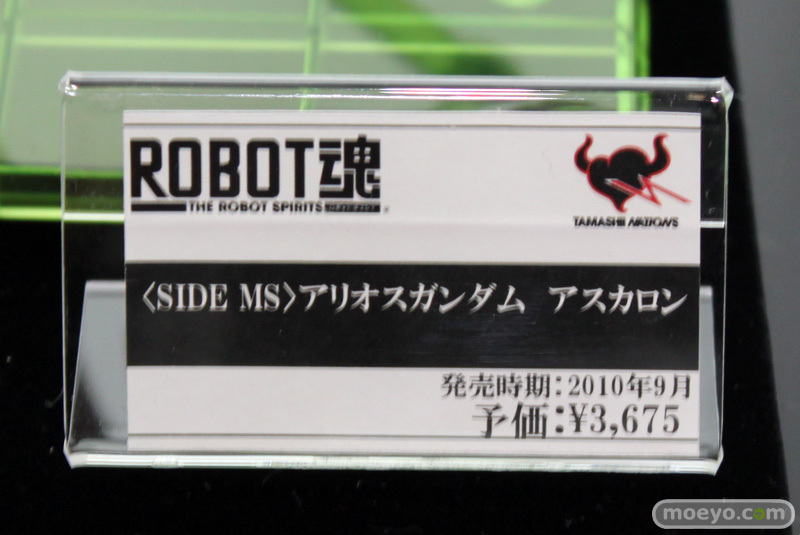 ROBOT魂
THE ROBOT SPIRITS
TAMASHII NATIONS
〈SIDE MS〉アリオスガンダム アスカロン
発売時期：2010年9月
予価：¥3,675
moeyo.com